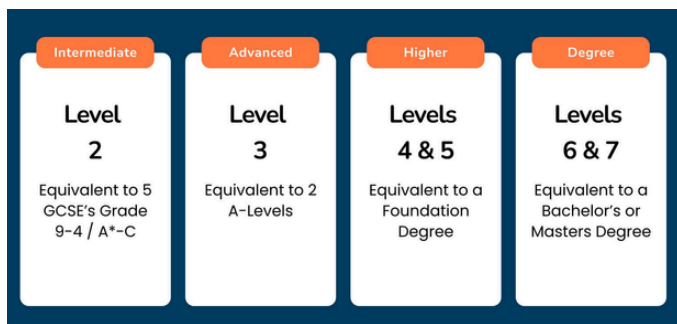 Intermediate
Level
2
Equivalent to 5
GCSE's Grade
9-4 / A*-C
Advanced
Level
3
Equivalent to 2
A-Levels
Higher
Levels
4 & 5
Equivalent to a
Foundation
Degree
Degree
Levels
6 & 7
Equivalent to a
Bachelor's or
Masters Degree